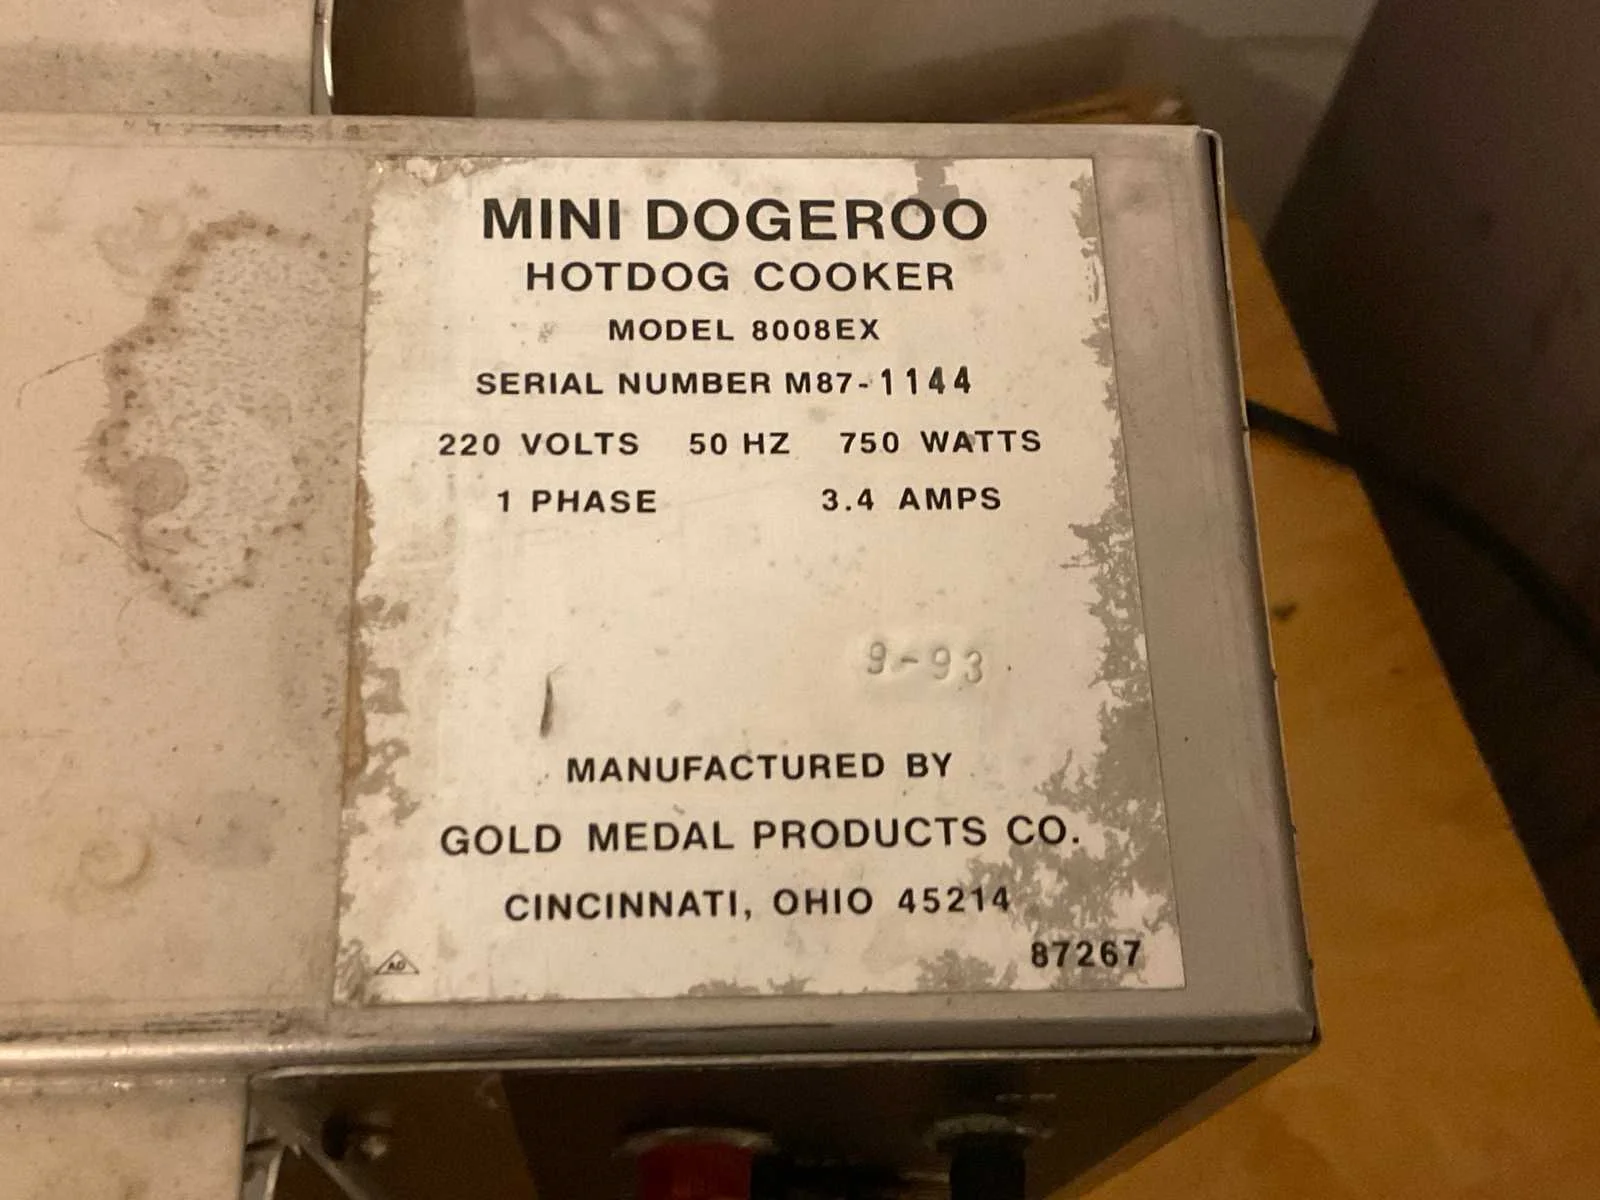 MINI DOGEROO
HOTDOG COOKER
MODEL 8008EX
SERIAL NUMBER M87-1144
220 VOLTS 50 HZ 750 WATTS
1 PHASE 3.4 AMPS
9-93
MANUFACTURED BY
GOLD MEDAL PRODUCTS CO.
CINCINNATI, OHIO 45214
87267
AD